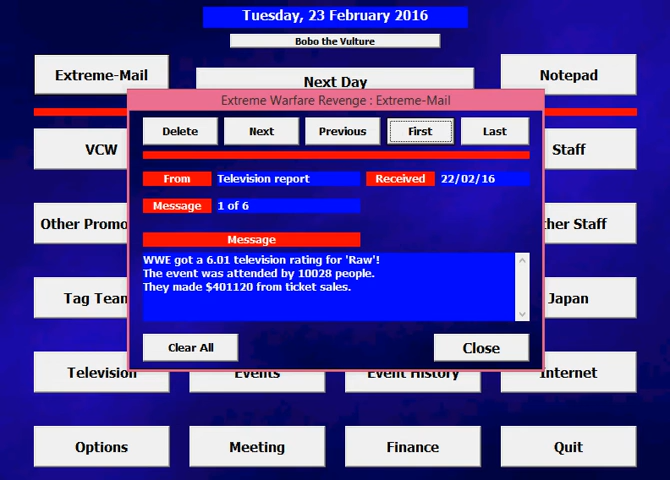 Tuesday, 23 February 2016
Bobo the Vulture
Extreme-Mail
Next Day
Notepad
Extreme Warfare Revenge : Extreme-Mail
Delete
Next
Previous
First
Last
VCW
Staff
From
Television report
Received
22/02/16
Message
1 of 6
Other Promo
her Staff
Message
WWE got a 6.01 television rating for 'Raw'!
The event was attended by 10028 people.
They made $401120 from ticket sales.
Tag Team
Japan
Clear All
Close
Television
Events
Event History
Internet
Options
Meeting
Finance
Quit